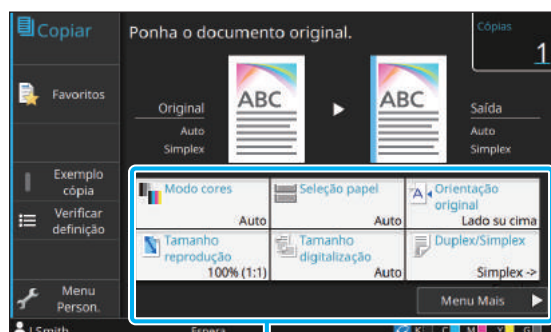 Copiar
Ponha o documento original.
Cópias
1
Favoritos
ABC
ABC
Original
Auto
Simplex
Saída
Auto
Simplex
Exemplo
cópia
Verificar
definição
Menu
Person.
Modo cores
Auto
Seleção papel
Auto
Orientação
original
Lado su cima
Tamanho
reprodução
100% (1:1)
Tamanho
digitalização
Auto
Duplex/Simplex
Simplex ->
Menu Mais
J Smith
Espera
K C M Y G